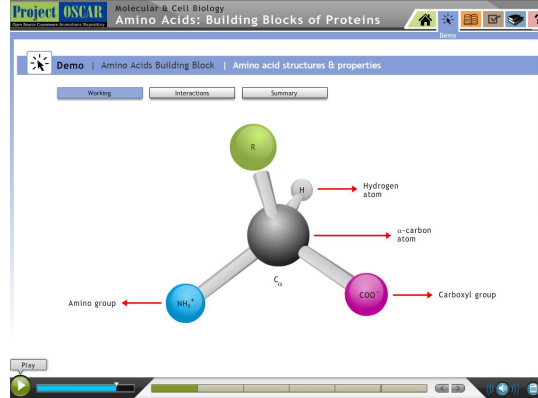 Project OSCAR
Open Source Courseware Animations Repository
Molecular & Cell Biology
Amino Acids: Building Blocks of Proteins
Demo
Demo | Amino Acids Building Block | Amino acid structures & properties
Working
Interactions
Summary
R
H
Hydrogen
atom
α-carbon
atom
Cα
Amino group
NH₃⁺
COO⁻
Carboxyl group
Play